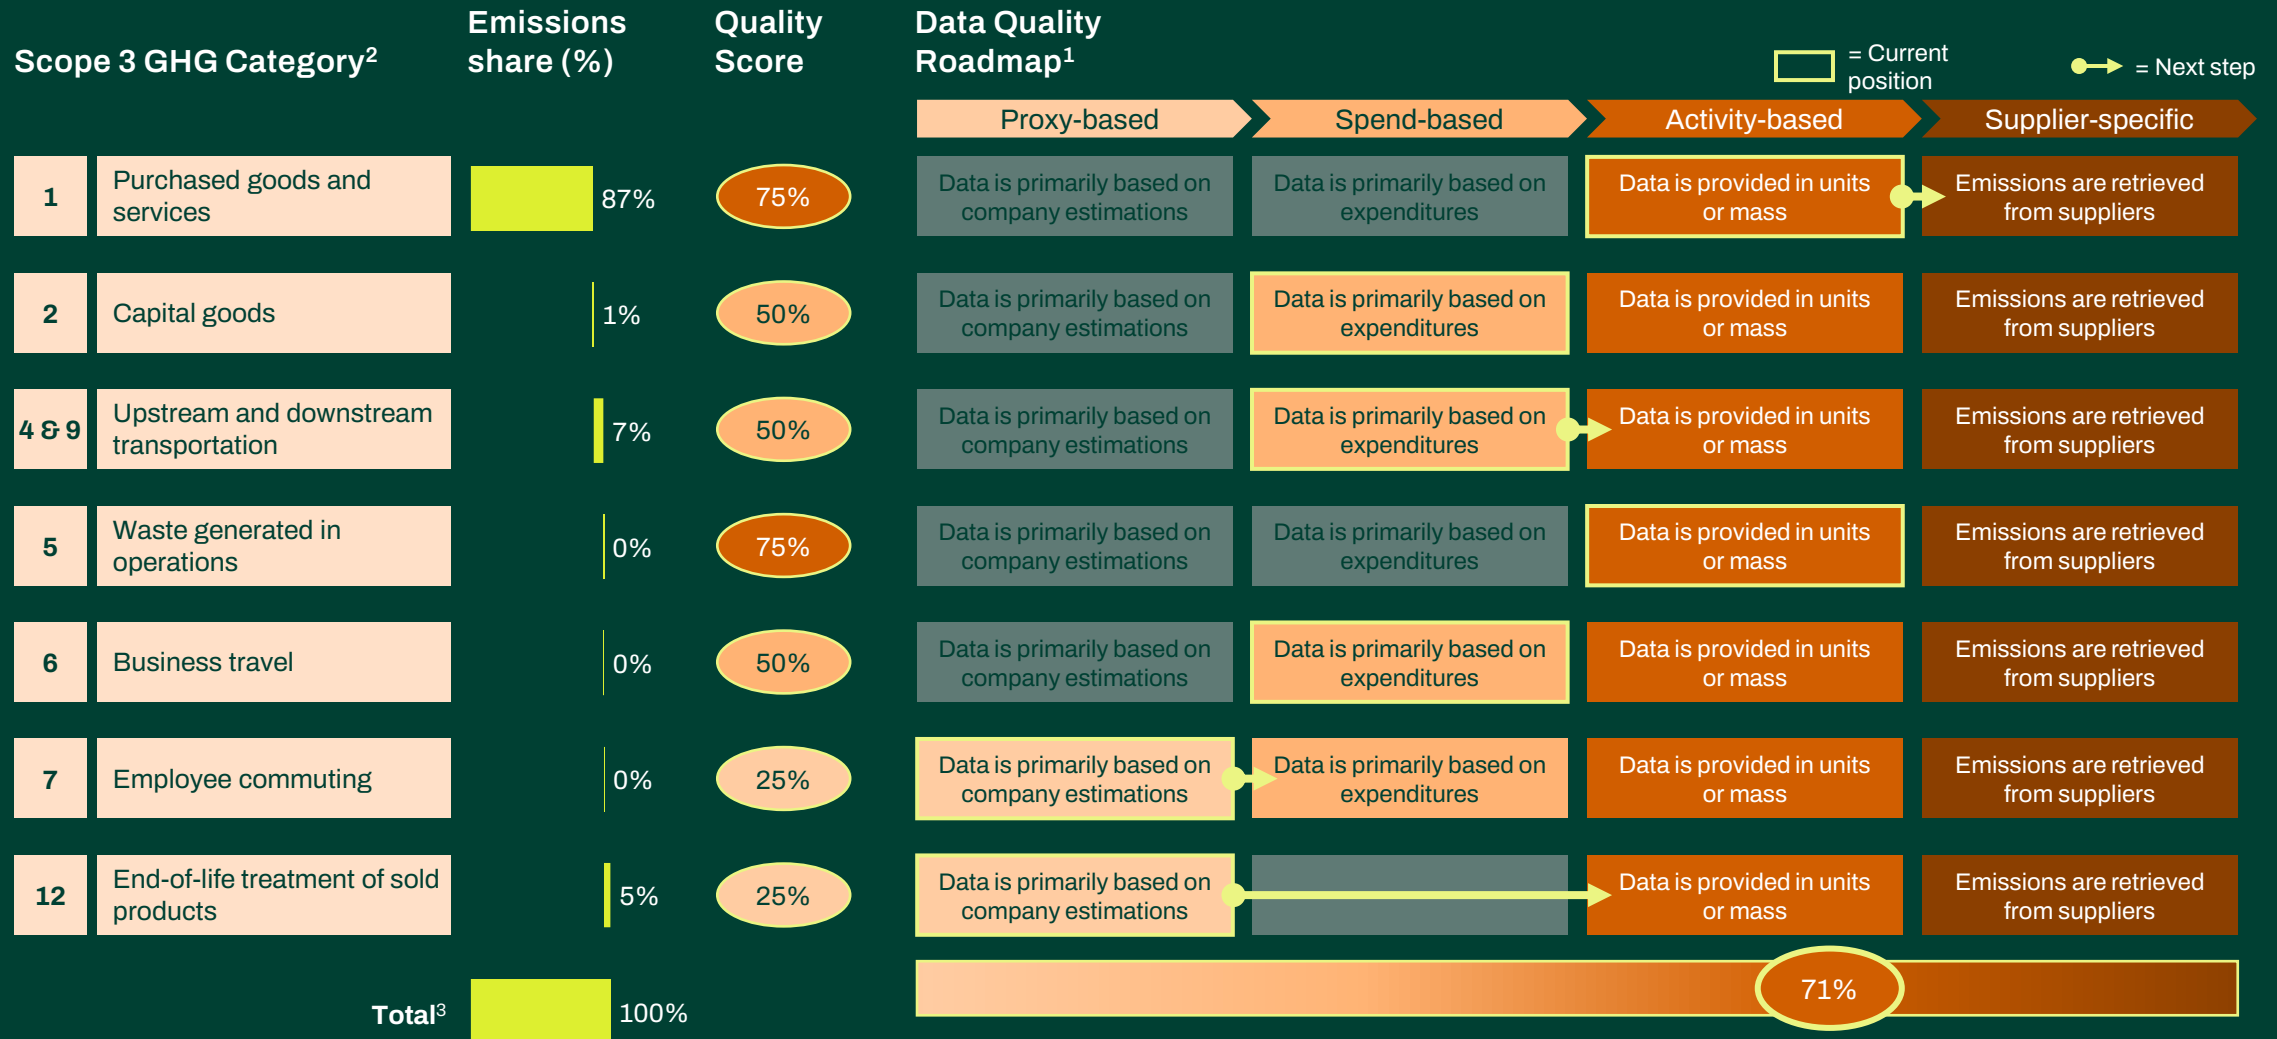 Scope 3 GHG Category²
Emissions
share (%)
Quality
Score
Data Quality
Roadmap¹
= Current
position
= Next step
Proxy-based
Spend-based
Activity-based
Supplier-specific
1
Purchased goods and
services
87%
75%
Data is primarily based on
company estimations
Data is primarily based on
expenditures
Data is provided in units
or mass
Emissions are retrieved
from suppliers
2
Capital goods
1%
50%
Data is primarily based on
company estimations
Data is primarily based on
expenditures
Data is provided in units
or mass
Emissions are retrieved
from suppliers
4 & 9
Upstream and downstream
transportation
7%
50%
Data is primarily based on
company estimations
Data is primarily based on
expenditures
Data is provided in units
or mass
Emissions are retrieved
from suppliers
5
Waste generated in
operations
0%
75%
Data is primarily based on
company estimations
Data is primarily based on
expenditures
Data is provided in units
or mass
Emissions are retrieved
from suppliers
6
Business travel
0%
50%
Data is primarily based on
company estimations
Data is primarily based on
expenditures
Data is provided in units
or mass
Emissions are retrieved
from suppliers
7
Employee commuting
0%
25%
Data is primarily based on
company estimations
Data is primarily based on
expenditures
Data is provided in units
or mass
Emissions are retrieved
from suppliers
12
End-of-life treatment of sold
products
5%
25%
Data is primarily based on
company estimations
Data is provided in units
or mass
Emissions are retrieved
from suppliers
Total³
100%
71%